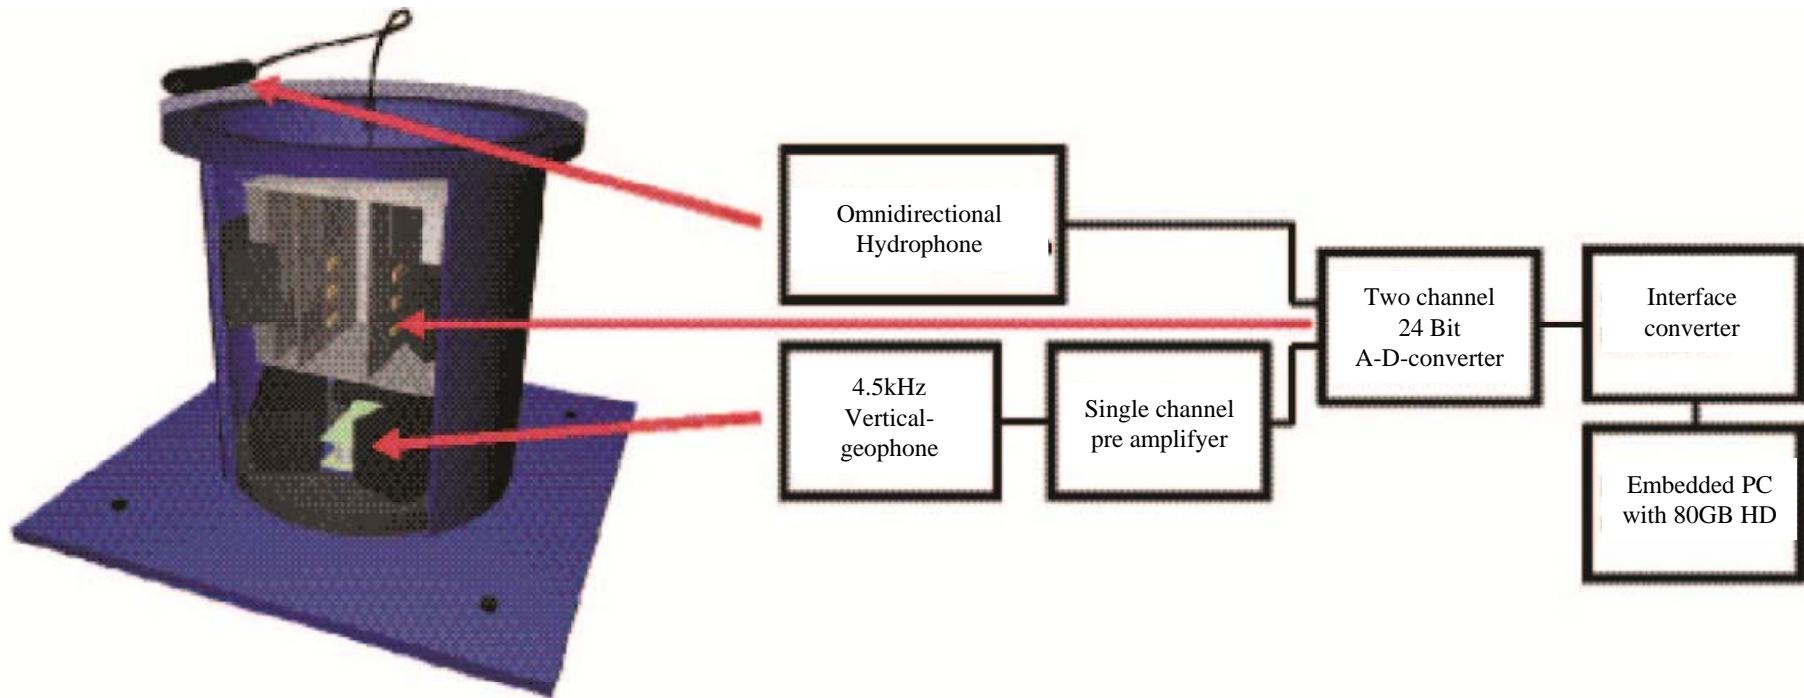 Omnidirectional
Hydrophone
Two channel
24 Bit
A-D-converter
Interface
converter
4.5kHz
Vertical-
geophone
Single channel
pre amplifyer
Embedded PC
with 80GB HD